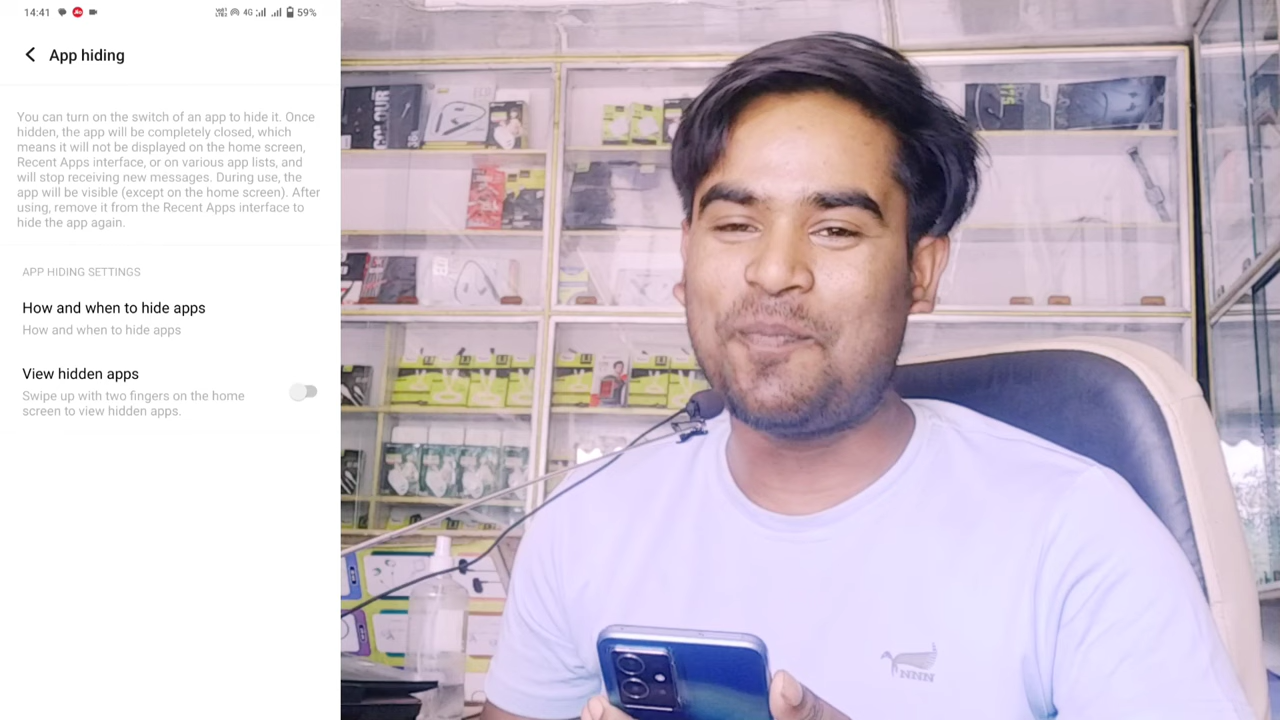 14:41
4G
59%
App hiding
You can turn on the switch of an app to hide it. Once
hidden, the app will be completely closed, which
means it will not be displayed on the home screen,
Recent Apps interface, or on various app lists, and
will stop receiving new messages. During use, the
app will be visible (except on the home screen). After
using, remove it from the Recent Apps interface to
hide the app again.
APP HIDING SETTINGS
How and when to hide apps
How and when to hide apps
View hidden apps
Swipe up with two fingers on the home
screen to view hidden apps.
COLOUR
NNN